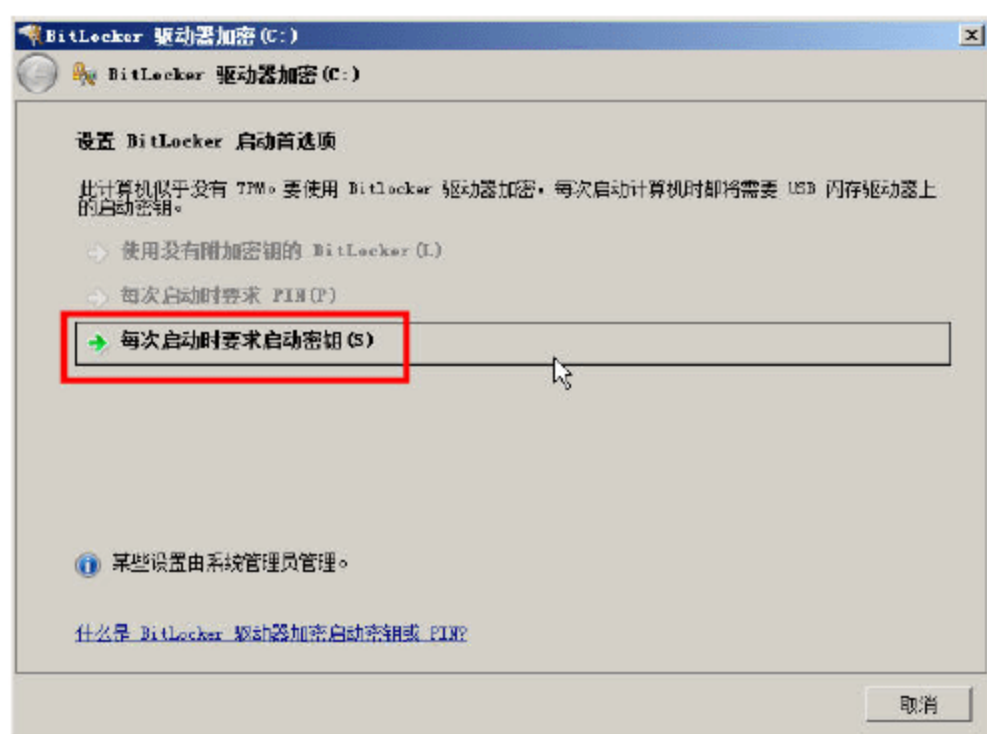 BitLocker 驱动器加密(C:)
BitLocker 驱动器加密(C:)
设置 BitLocker 启动首选项
此计算机似乎没有 TPM。要使用 Bitlocker 驱动器加密，每次启动计算机时都将需要 USB 闪存驱动器上
的启动密钥。
使用没有附加密钥的 BitLocker(L)
每次启动时要求 PIN(P)
每次启动时要求启动密钥(S)
某些设置由系统管理员管理。
什么是 BitLocker 驱动器加密启动密钥或 PIN?
取消